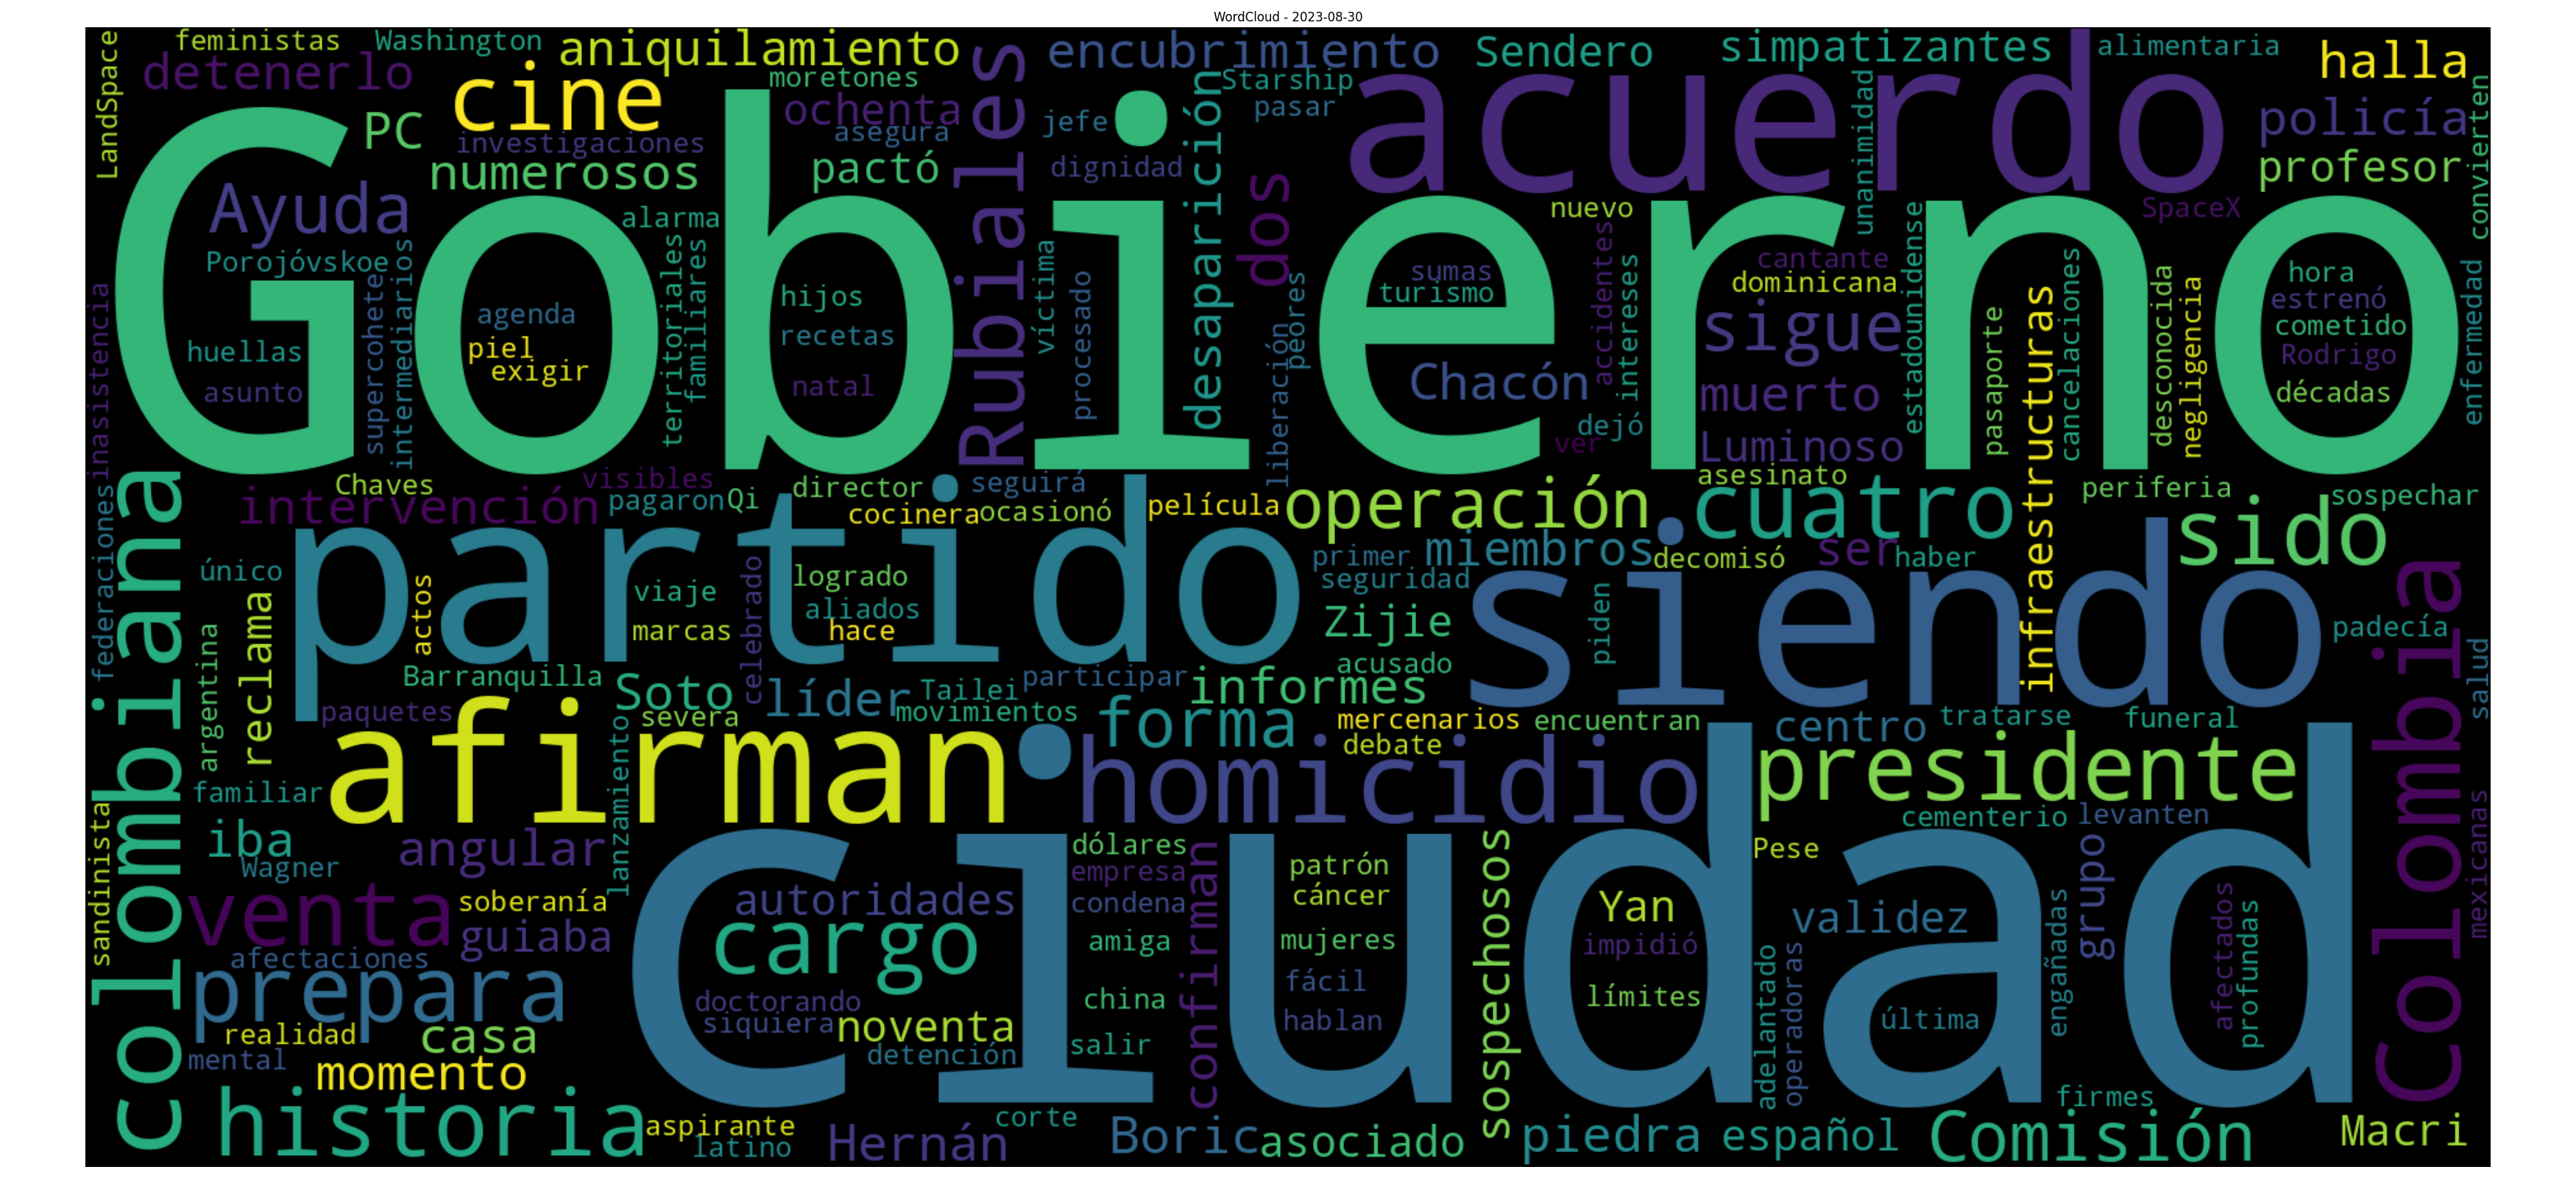 WordCloud - 2023-08-30
LandSpace
feministas
Washington
aniquilamiento
detenerlo
cine
moretones
ochenta
PC
investigaciones
asegura
numerosos
pactó
Rubiales
encubrimiento
jefe
dignidad
Sendero
Starship
pasar
simpatizantes
alimentaria
halla
acuerdo
policía
profesor
convierten
desaparición
dos
unanimidad
Ayuda
alarma
nuevo
SpaceX
Gobierno
Porojóvskoe
supercohete
intermediarios
territoriales
familiares
agenda
piel
exigir
hijos
recetas
natal
víctima
procesado
liberación
peores
sumas
turismo
Chacón
accidentes
intereses
cantante
dominicana
sigue
muerto
Luminoso
estadounidense
pasaporte
infraestructuras
cancelaciones
desconocida
negligencia
hora
estrenó
cometido
Rodrigo
décadas
enfermedad
huellas
asunto
inasistencia
dejó
ver
asesinato
Chaves
visibles
intervención
pagaron
Qi
director
seguirá
cocinera
ocasionó
película
operación
cuatro
periferia
sido
sospechar
colombiana
federaciones
partido
primer
miembros
decomisó
ser
haber
seguridad
único
actos
viaje
marcas
celebrado
logrado
aliados
hace
Zijie
piden
siendo
padecía
Colombia
salud
argentina
reclama
Barranquilla
Soto
líder
Tailei
participar
acusado
informes
paquetes
severa
movimientos
forma
mercenarios
encuentran
debate
centro
tratarse
funeral
afirman
homicidio
presidente
familiar
lanzamiento
cementerio
levanten
mexicanas
sandinista
iba
Wagner
angular
dólares
empresa
condena
confirman
patrón
cáncer
sospechosos
Pese
grupo
venta
soberanía
guiaba
autoridades
cargo
amiga
mujeres
Yan
impidió
validez
engañadas
afectados
profundas
afectaciones
prepara
Ciudad
doctorando
siquiera
noventa
china
fácil
hablan
límites
adelantado
operadoras
última
realidad
casa
mental
detención
salir
momento
firmes
historia
aspirante
latino
Hernán
corte
Boric
asociado
piedra
español
Comisión
Macri